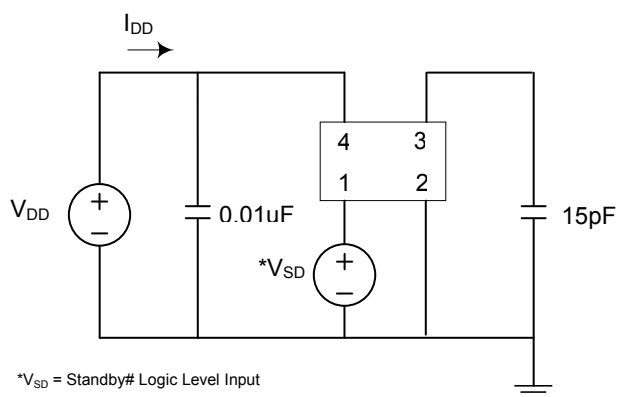 I_DD
4 3
1 2
V_DD
0.01uF
15pF
*V_SD
*V_SD = Standby# Logic Level Input